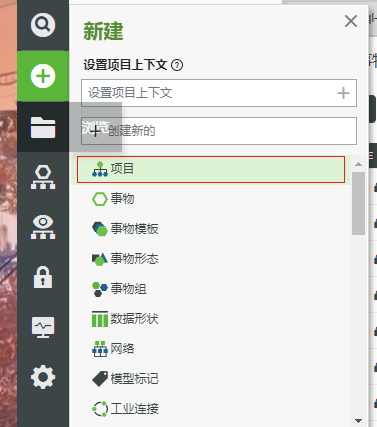 新建
设置项目上下文
设置项目上下文
浏览
创建新的
项目
事物
事物模板
事物形态
事物组
数据形状
网络
模型标记
工业连接